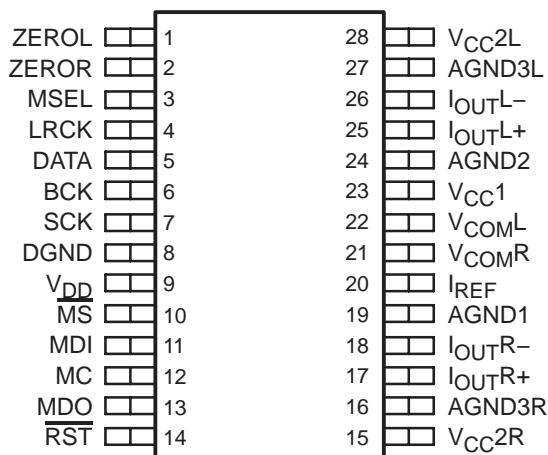 ZEROL 1 28 VCC2L
ZEROR 2 27 AGND3L
MSEL 3 26 IOUTL−
LRCK 4 25 IOUTL+
DATA 5 24 AGND2
BCK 6 23 VCC1
SCK 7 22 VCOML
DGND 8 21 VCOMR
VDD 9 20 IREF
M̅S̅ 10 19 AGND1
MDI 11 18 IOUTR−
MC 12 17 IOUTR+
MDO 13 16 AGND3R
R̅S̅T̅ 14 15 VCC2R